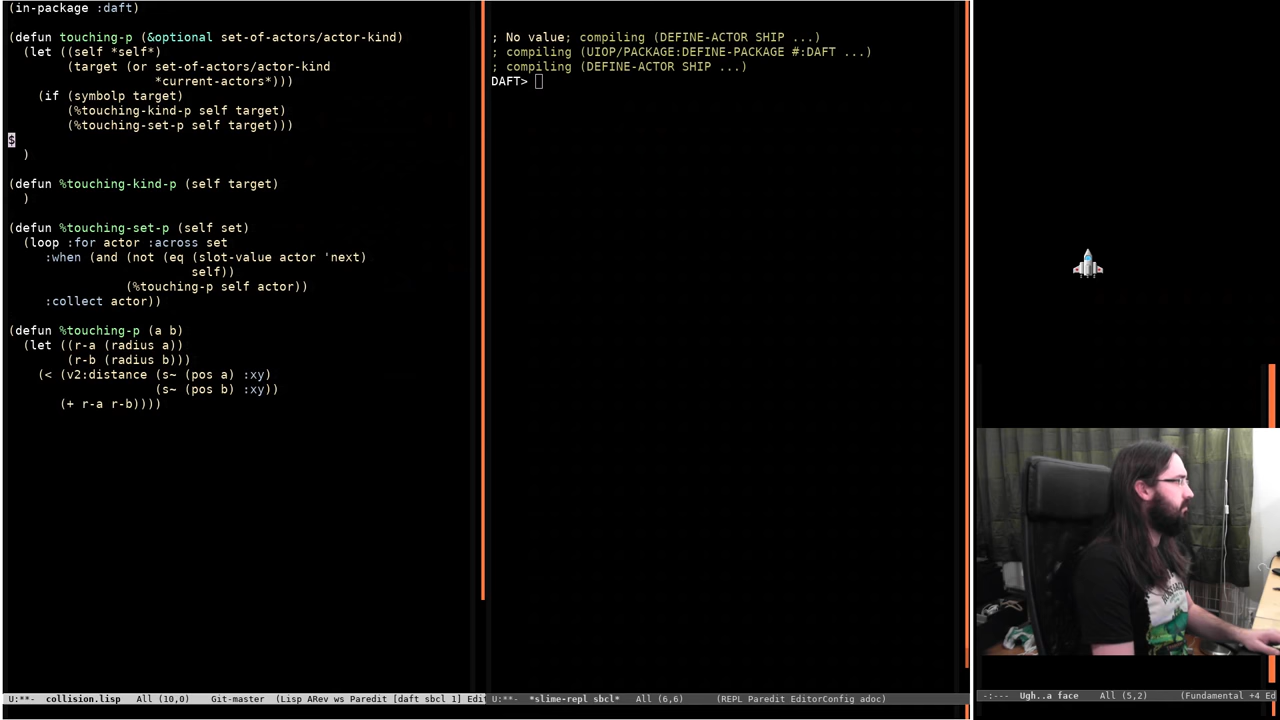 (in-package :daft)
(defun touching-p (&optional set-of-actors/actor-kind)
(let ((self *self*)
(target (or set-of-actors/actor-kind
*current-actors*)))
(if (symbolp target)
(%touching-kind-p self target)
(%touching-set-p self target)))
$
)
(defun %touching-kind-p (self target)
)
(defun %touching-set-p (self set)
(loop :for actor :across set
:when (and (not (eq (slot-value actor 'next)
self))
(%touching-p self actor))
:collect actor))
(defun %touching-p (a b)
(let ((r-a (radius a))
(r-b (radius b)))
(< (v2:distance (s~ (pos a) :xy)
(s~ (pos b) :xy))
(+ r-a r-b))))
U:**- collision.lisp All (10,0) Git-master (Lisp ARev ws Paredit [daft sbcl 1] Edit
; No value; compiling (DEFINE-ACTOR SHIP ...)
; compiling (UIOP/PACKAGE:DEFINE-PACKAGE #:DAFT ...)
; compiling (DEFINE-ACTOR SHIP ...)
DAFT>
U:**- *slime-repl sbcl* All (6,6) (REPL Paredit EditorConfig adoc)
-:--- Ugh..a face All (5,2) (Fundamental +4 Ed